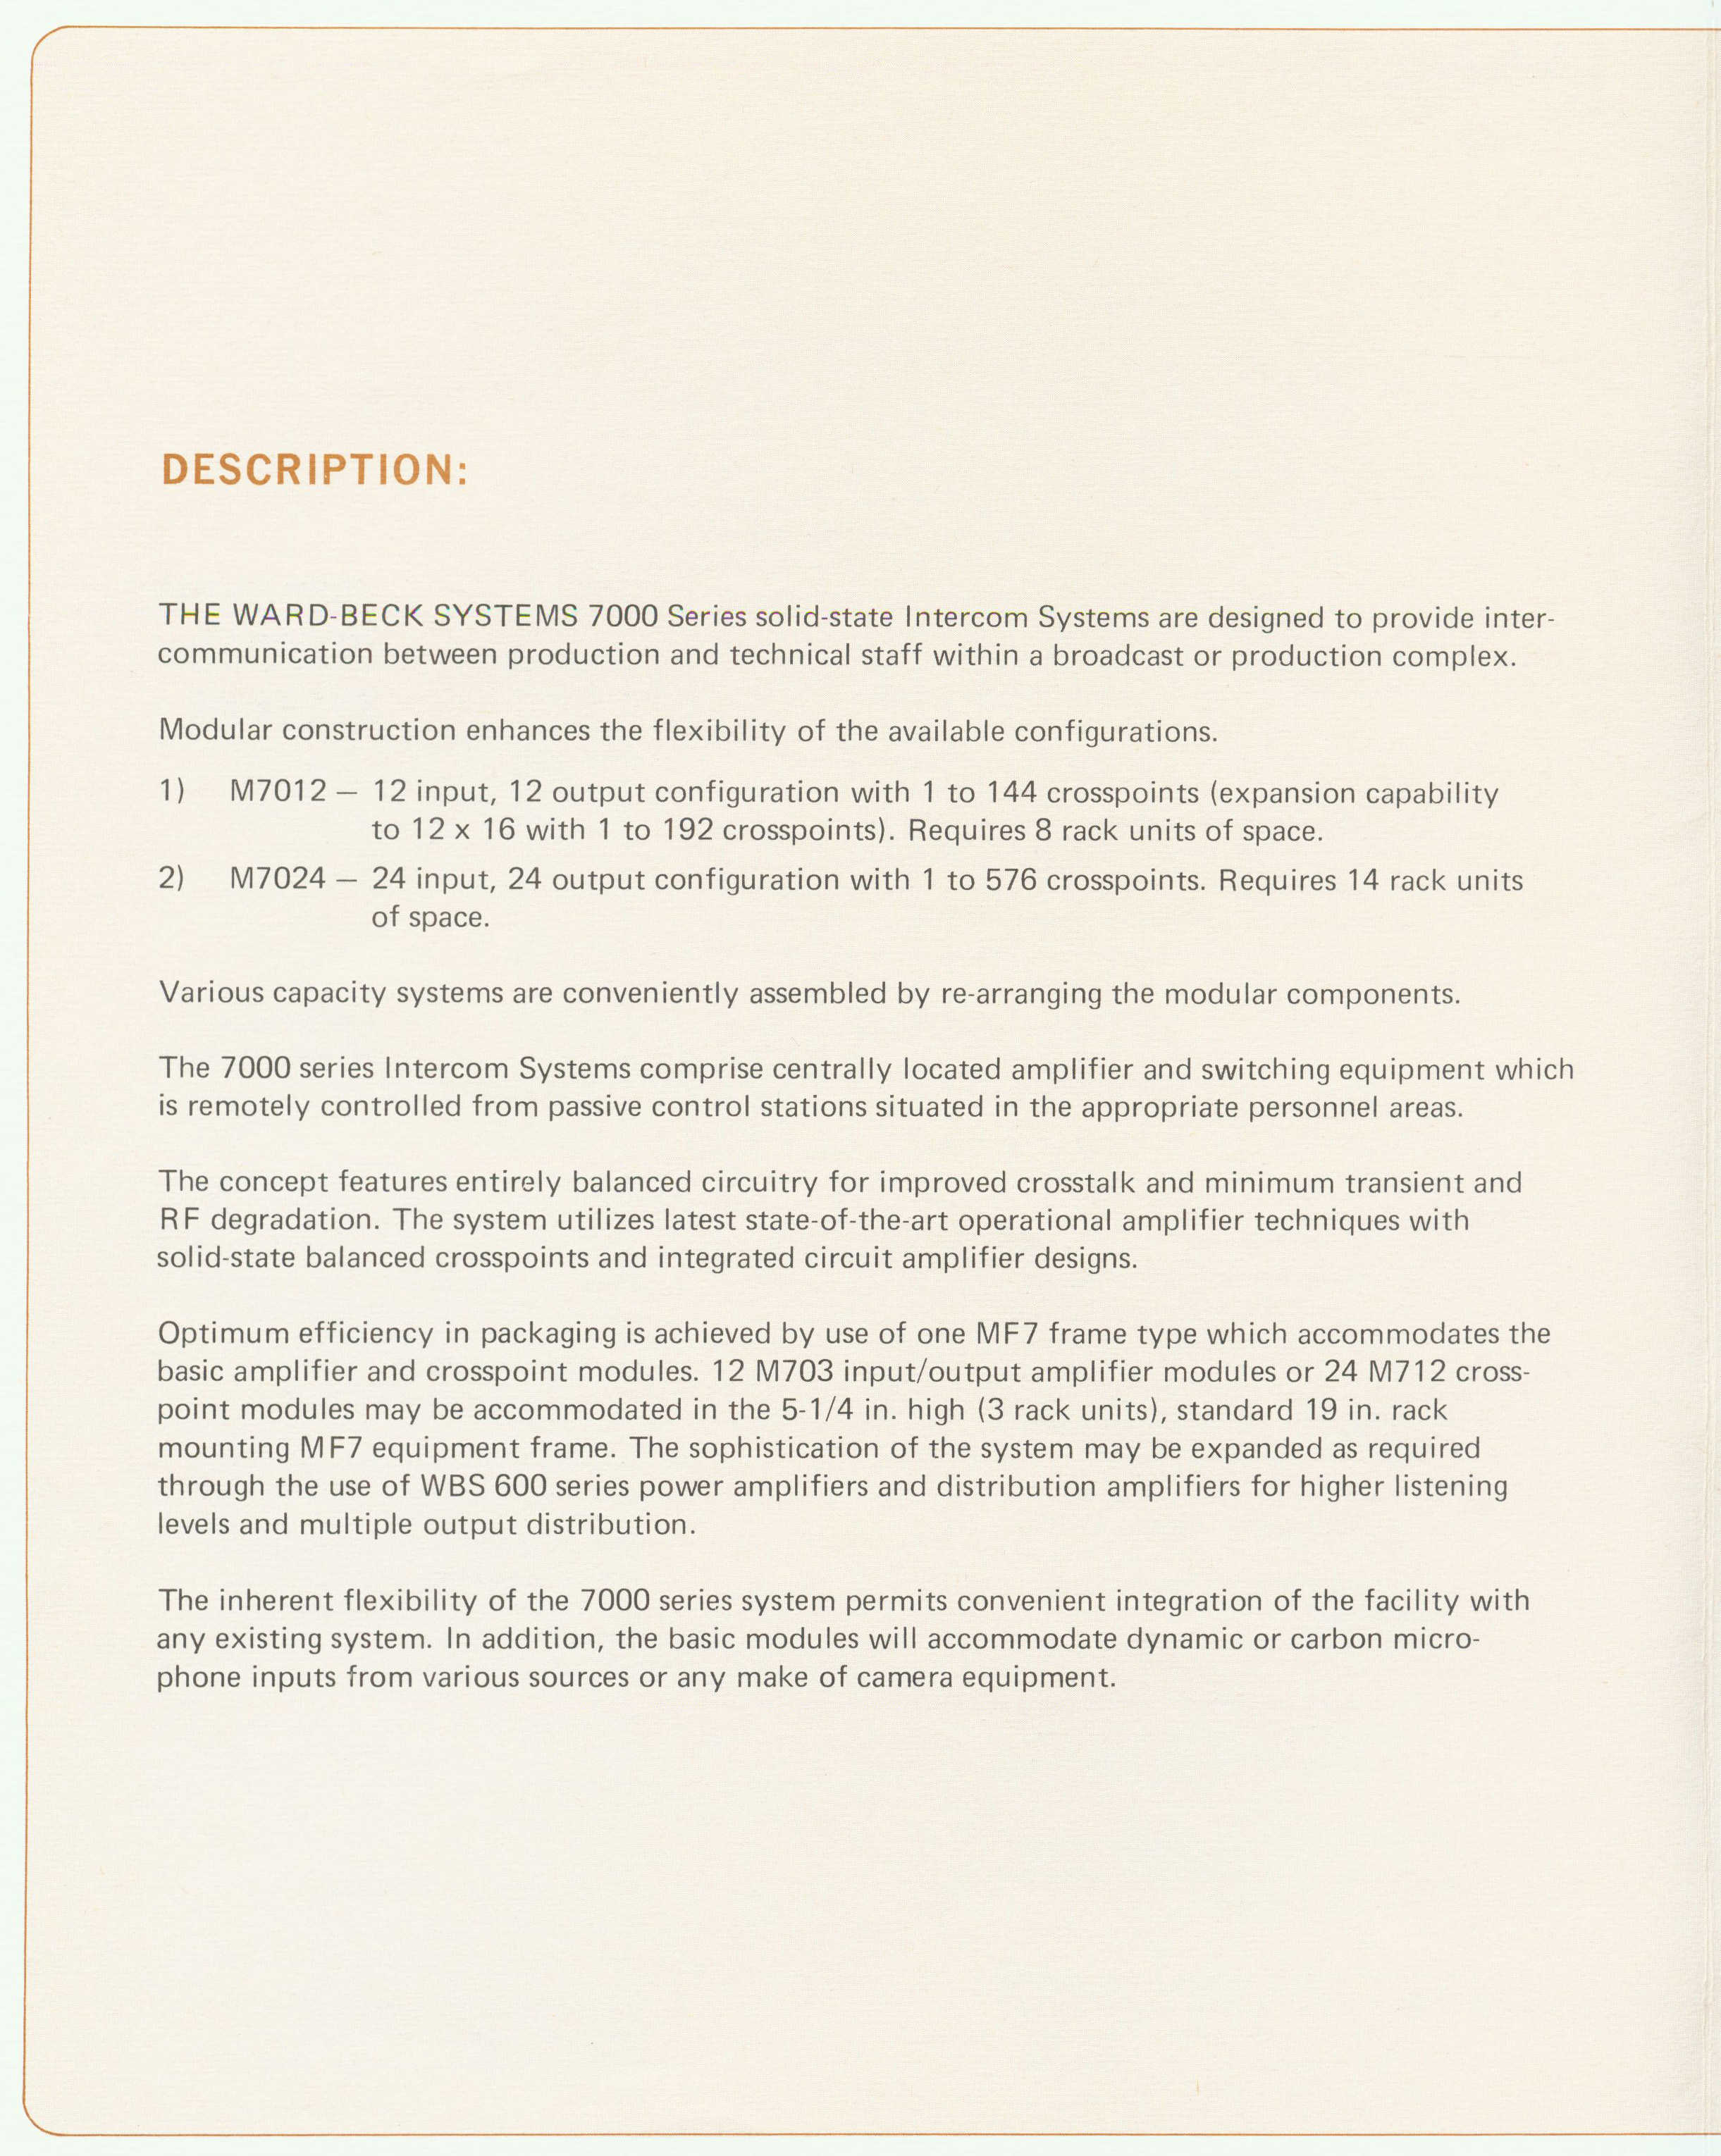 DESCRIPTION:
THE WARD-BECK SYSTEMS 7000 Series solid-state Intercom Systems are designed to provide inter-
communication between production and technical staff within a broadcast or production complex.
Modular construction enhances the flexibility of the available configurations.
1) M7012 — 12 input, 12 output configuration with 1 to 144 crosspoints (expansion capability
to 12 x 16 with 1 to 192 crosspoints). Requires 8 rack units of space.
2) M7024 — 24 input, 24 output configuration with 1 to 576 crosspoints. Requires 14 rack units
of space.
Various capacity systems are conveniently assembled by re-arranging the modular components.
The 7000 series Intercom Systems comprise centrally located amplifier and switching equipment which
is remotely controlled from passive control stations situated in the appropriate personnel areas.
The concept features entirely balanced circuitry for improved crosstalk and minimum transient and
RF degradation. The system utilizes latest state-of-the-art operational amplifier techniques with
solid-state balanced crosspoints and integrated circuit amplifier designs.
Optimum efficiency in packaging is achieved by use of one MF7 frame type which accommodates the
basic amplifier and crosspoint modules. 12 M703 input/output amplifier modules or 24 M712 cross-
point modules may be accommodated in the 5-1/4 in. high (3 rack units), standard 19 in. rack
mounting MF7 equipment frame. The sophistication of the system may be expanded as required
through the use of WBS 600 series power amplifiers and distribution amplifiers for higher listening
levels and multiple output distribution.
The inherent flexibility of the 7000 series system permits convenient integration of the facility with
any existing system. In addition, the basic modules will accommodate dynamic or carbon micro-
phone inputs from various sources or any make of camera equipment.